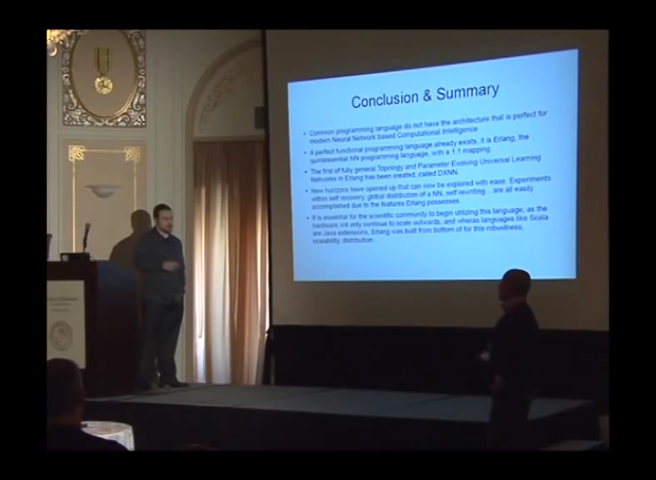 Conclusion & Summary
• Common programming language do not have the architecture that is perfect for
modern Neural Network based Computational Intelligence
• A perfect functional programming language already exists, it is Erlang, the
quintessential NN programming language, with a 1:1 mapping.
• The first of fully general Topology and Parameter Evolving Universal Learning
Networks in Erlang has been created, called DXNN.
• New horizons have opened up that can now be explored with ease. Experiments
within self recovery, global distribution of a NN, self rewriting... are all easily
accomplished due to the features Erlang possesses.
• It is essential for the scientific community to begin utilizing this language, as the
hardware will only continue to scale outwards, and wheras languages like Scala
are Java extensions, Erlang was built from bottom of for this robustness,
scalability, distribution.